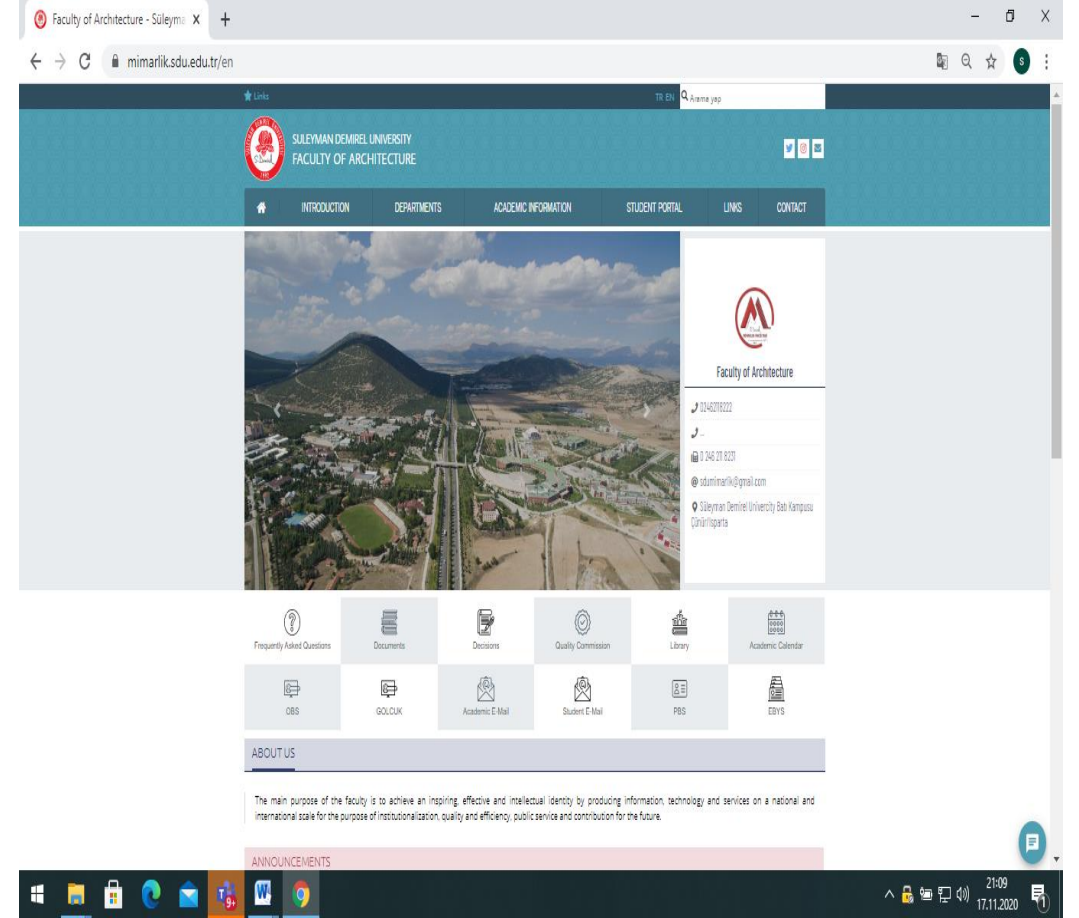 Faculty of Architecture - Süleyma
mimarlik.sdu.edu.tr/en
S
Links
TR EN
Arama yap
SULEYMAN DEMIREL UNIVERSITY
FACULTY OF ARCHITECTURE
INTRODUCTION DEPARTMENTS ACADEMIC INFORMATION STUDENT PORTAL LINKS CONTACT
Faculty of Architecture
02462118222
..
0 246 211 8231
@ sdumimarlik@gmail.com
Süleyman Demirel Univercity Batı Kampusu
Çünür/Isparta
Frequently Asked Questions Documents Decisions Quality Commission Library Academic Calendar
OBS GOLCUK Academic E-Mail Student E-Mail PBS EBYS
ABOUT US
The main purpose of the faculty is to achieve an inspiring, effective and intellectual identity by producing information, technology and services on a national and
international scale for the purpose of institutionalization, quality and efficiency, public service and contribution for the future.
ANNOUNCEMENTS
9+
21:09
17.11.2020
1